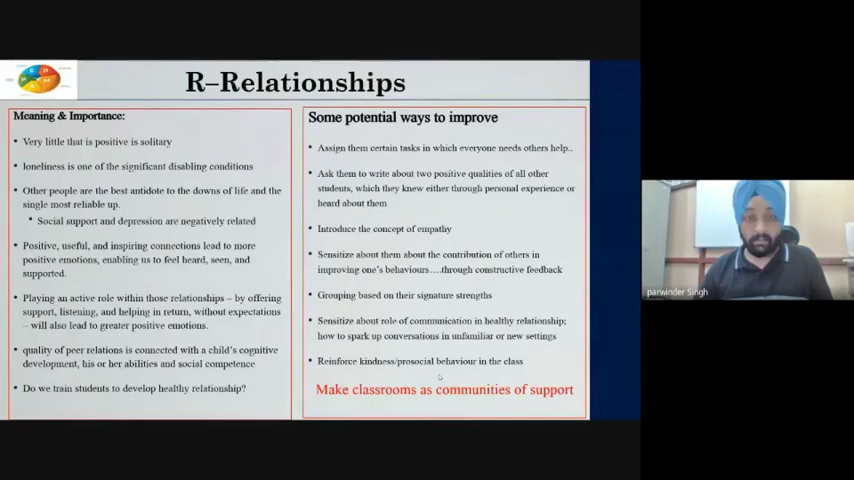 R–Relationships
Meaning & Importance:
Very little that is positive is solitary
loneliness is one of the significant disabling conditions
Other people are the best antidote to the downs of life and the
single most reliable up.
Social support and depression are negatively related
Positive, useful, and inspiring connections lead to more
positive emotions, enabling us to feel heard, seen, and
supported.
Playing an active role within those relationships – by offering
support, listening, and helping in return, without expectations
– will also lead to greater positive emotions.
quality of peer relations is connected with a child's cognitive
development, his or her abilities and social competence
Do we train students to develop healthy relationship?
Some potential ways to improve
Assign them certain tasks in which everyone needs others help..
Ask them to write about two positive qualities of all other
students, which they knew either through personal experience or
heard about them
Introduce the concept of empathy
Sensitize about them about the contribution of others in
improving one's behaviours….through constructive feedback
Grouping based on their signature strengths
Sensitize about role of communication in healthy relationship;
how to spark up conversations in unfamiliar or new settings
Reinforce kindness/prosocial behaviour in the class
Make classrooms as communities of support
parwinder Singh